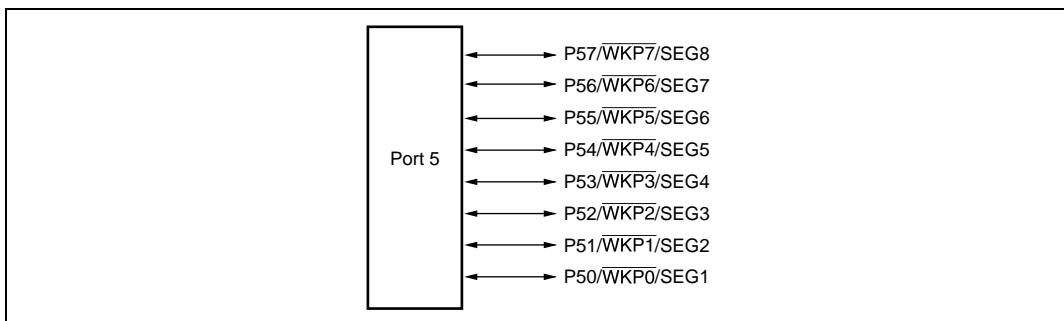 Port 5
P57/WKP7/SEG8
P56/WKP6/SEG7
P55/WKP5/SEG6
P54/WKP4/SEG5
P53/WKP3/SEG4
P52/WKP2/SEG3
P51/WKP1/SEG2
P50/WKP0/SEG1